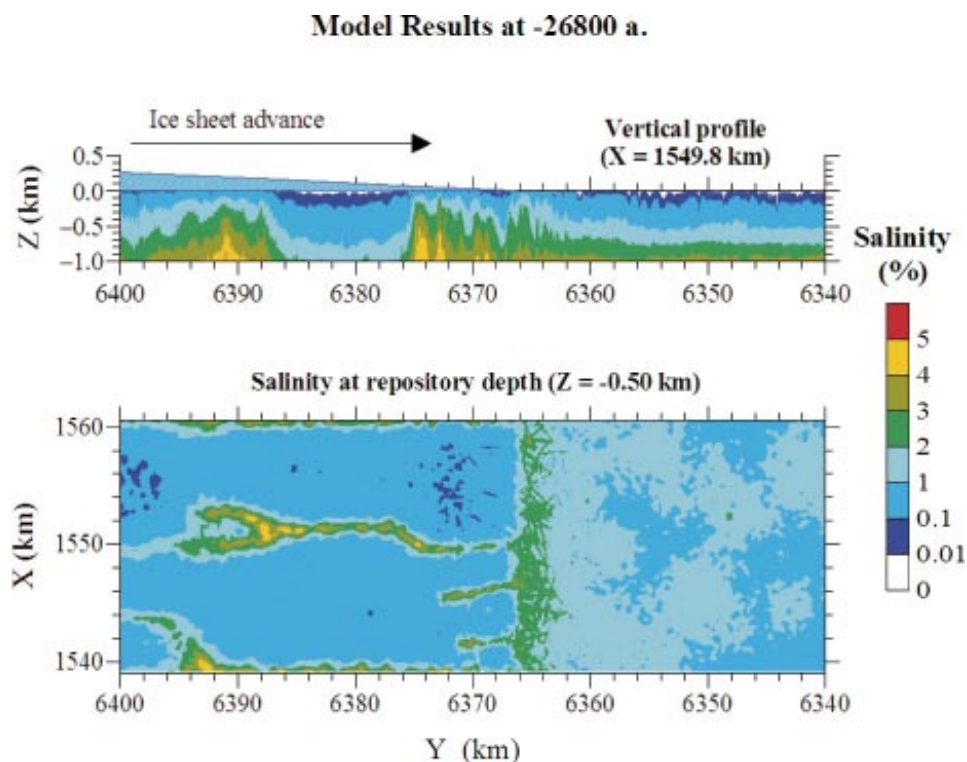 Model Results at -26800 a.
Ice sheet advance
Vertical profile
(X = 1549.8 km)
Z (km)
0.5
0.0
−0.5
−1.0
6400 6390 6380 6370 6360 6350 6340
Salinity
(%)
5
4
3
2
1
0.1
0.01
0
Salinity at repository depth (Z = -0.50 km)
X (km)
1560
1550
1540
6400 6390 6380 6370 6360 6350 6340
Y (km)